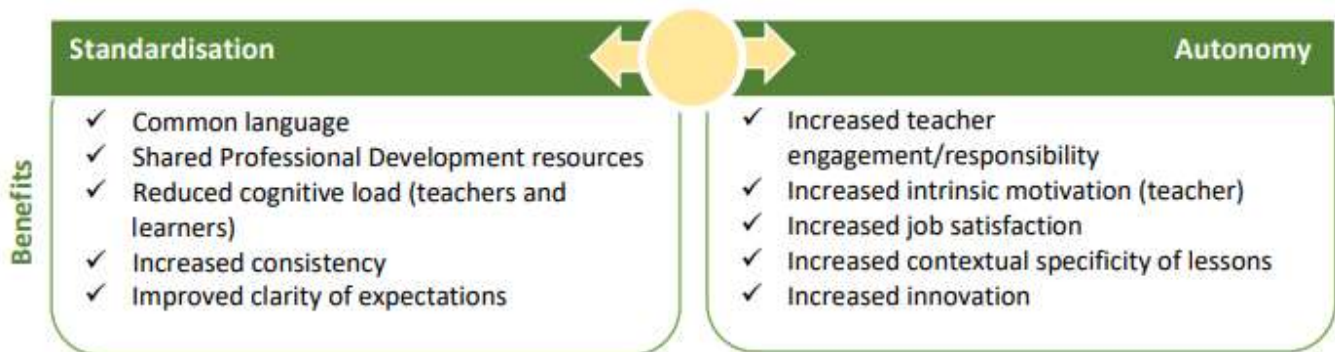 Standardisation
Autonomy
Benefits
✓ Common language
✓ Shared Professional Development resources
✓ Reduced cognitive load (teachers and
learners)
✓ Increased consistency
✓ Improved clarity of expectations
✓ Increased teacher
engagement/responsibility
✓ Increased intrinsic motivation (teacher)
✓ Increased job satisfaction
✓ Increased contextual specificity of lessons
✓ Increased innovation